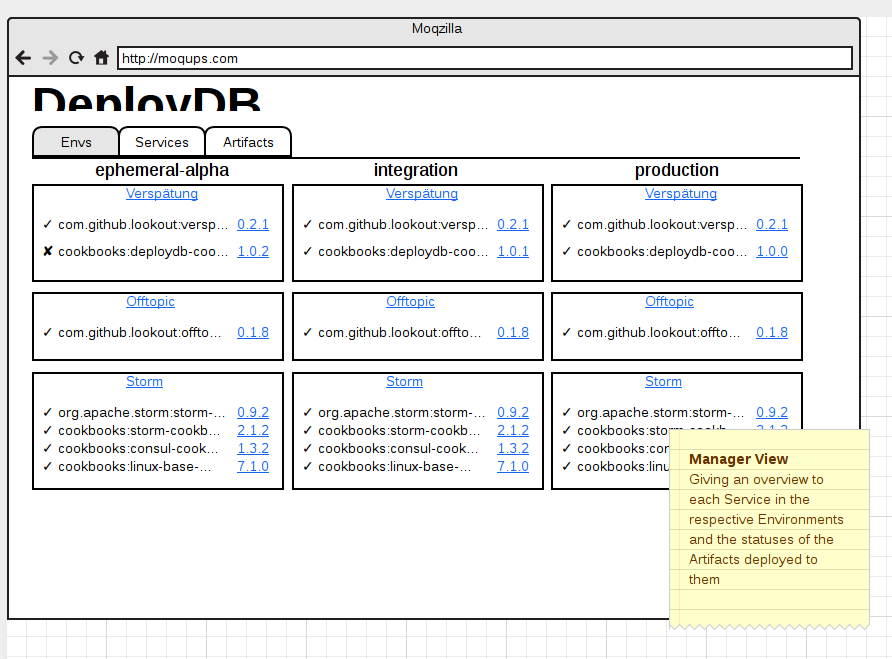 Moqzilla
http://moqups.com
DeployDB
Envs Services Artifacts
ephemeral-alpha integration production
Verspätung Verspätung Verspätung
✓ com.github.lookout:versp... 0.2.1 ✓ com.github.lookout:versp... 0.2.1 ✓ com.github.lookout:versp... 0.2.1
✘ cookbooks:deploydb-coo... 1.0.2 ✓ cookbooks:deploydb-coo... 1.0.1 ✓ cookbooks:deploydb-coo... 1.0.0
Offtopic Offtopic Offtopic
✓ com.github.lookout:offto... 0.1.8 ✓ com.github.lookout:offto... 0.1.8 ✓ com.github.lookout:offto... 0.1.8
Storm Storm Storm
✓ org.apache.storm:storm-... 0.9.2 ✓ org.apache.storm:storm-... 0.9.2 ✓ org.apache.storm:storm-... 0.9.2
✓ cookbooks:storm-cookb... 2.1.2 ✓ cookbooks:storm-cookb... 2.1.2 ✓ cookbooks:storm-cookb... 2.1.2
✓ cookbooks:consul-cook... 1.3.2 ✓ cookbooks:consul-cook... 1.3.2 ✓ cookbooks:con
✓ cookbooks:linux-base-... 7.1.0 ✓ cookbooks:linux-base-... 7.1.0 ✓ cookbooks:linu
Manager View
Giving an overview to
each Service in the
respective Environments
and the statuses of the
Artifacts deployed to
them